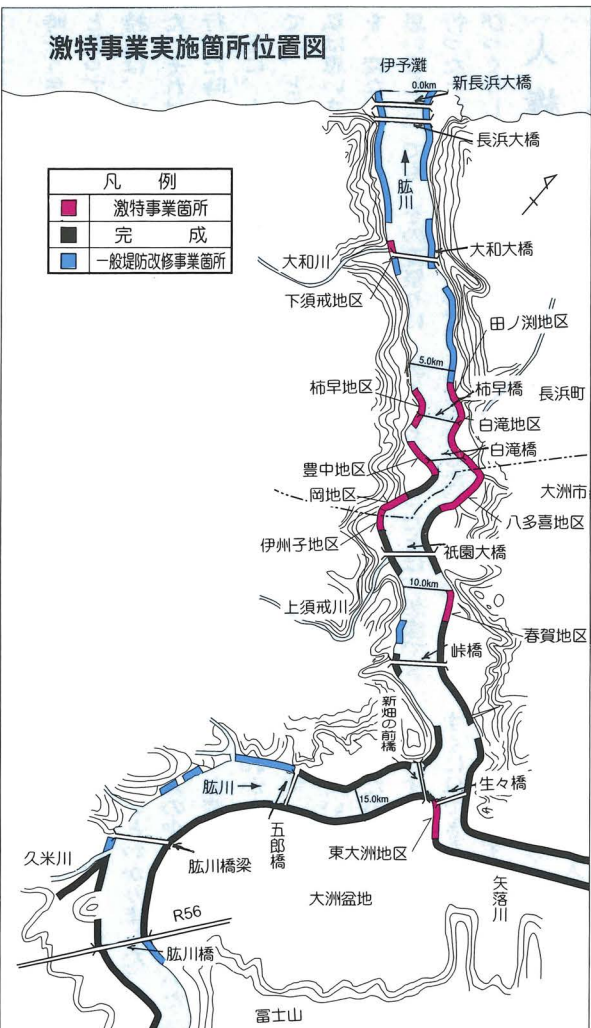 激特事業実施箇所位置図
伊予灘
0.0km
新長浜大橋
長浜大橋
肱川
凡 例
激特事業箇所
完 成
一般堤防改修事業箇所
大和川
大和大橋
下須戒地区
田ノ渕地区
5.0km
柿早地区
柿早橋
長浜町
白滝地区
白滝橋
豊中地区
岡地区
大洲市
八多喜地区
伊州子地区
祇園大橋
10.0km
上須戒川
春賀地区
峠橋
新畑の前橋
肱川
15.0km
生々橋
五郎橋
久米川
肱川橋梁
東大洲地区
大洲盆地
矢落川
R56
肱川橋
冨士山